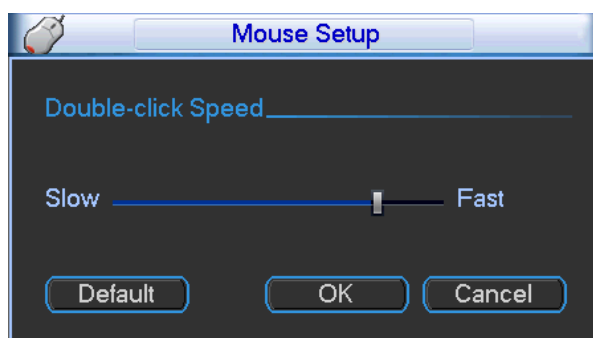 Mouse Setup
Double-click Speed
Slow Fast
Default OK Cancel